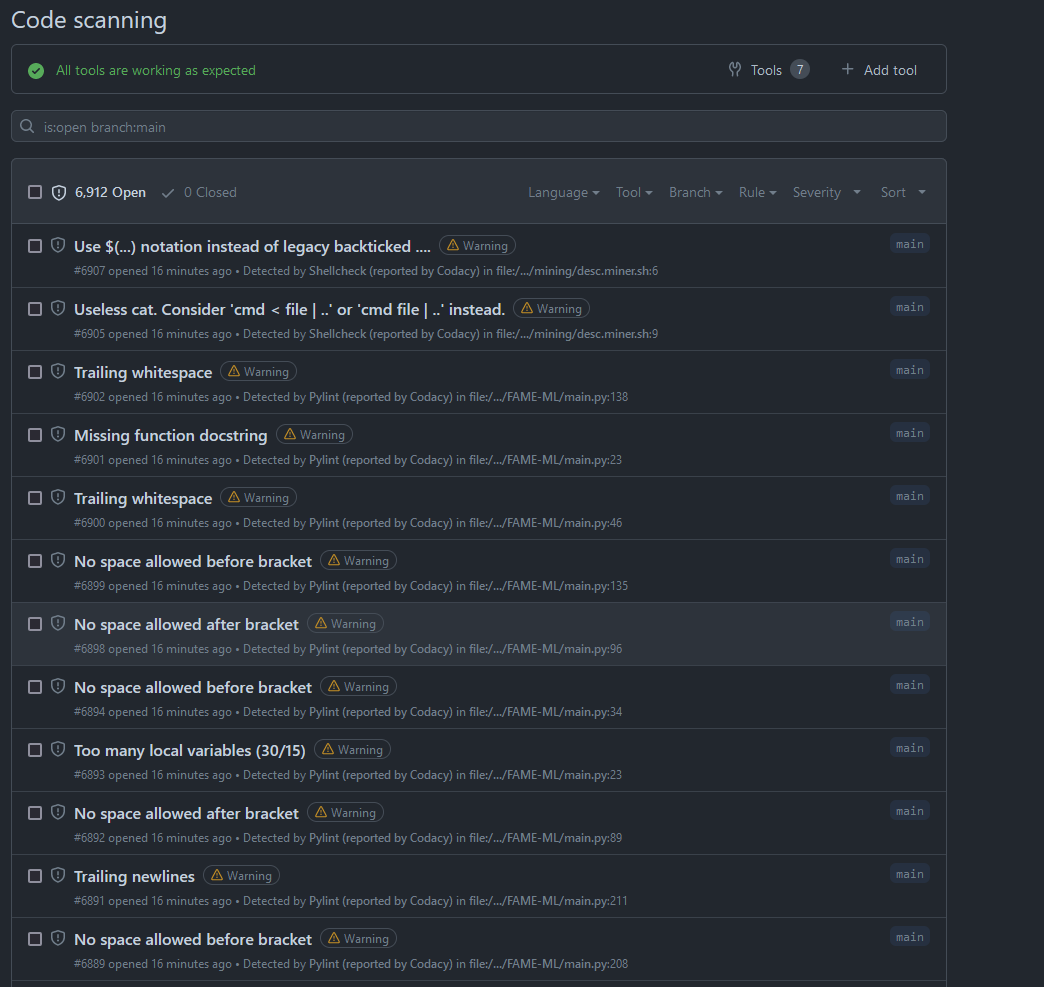 Code scanning
All tools are working as expected
Tools 7
Add tool
is:open branch:main
6,912 Open 0 Closed Language Tool Branch Rule Severity Sort
Use $(...) notation instead of legacy backticked .... Warning main
#6907 opened 16 minutes ago • Detected by Shellcheck (reported by Codacy) in file:/.../mining/desc.miner.sh:6
Useless cat. Consider 'cmd < file | ..' or 'cmd file | ..' instead. Warning main
#6905 opened 16 minutes ago • Detected by Shellcheck (reported by Codacy) in file:/.../mining/desc.miner.sh:9
Trailing whitespace Warning main
#6902 opened 16 minutes ago • Detected by Pylint (reported by Codacy) in file:/.../FAME-ML/main.py:138
Missing function docstring Warning main
#6901 opened 16 minutes ago • Detected by Pylint (reported by Codacy) in file:/.../FAME-ML/main.py:23
Trailing whitespace Warning main
#6900 opened 16 minutes ago • Detected by Pylint (reported by Codacy) in file:/.../FAME-ML/main.py:46
No space allowed before bracket Warning main
#6899 opened 16 minutes ago • Detected by Pylint (reported by Codacy) in file:/.../FAME-ML/main.py:135
No space allowed after bracket Warning main
#6898 opened 16 minutes ago • Detected by Pylint (reported by Codacy) in file:/.../FAME-ML/main.py:96
No space allowed before bracket Warning main
#6894 opened 16 minutes ago • Detected by Pylint (reported by Codacy) in file:/.../FAME-ML/main.py:34
Too many local variables (30/15) Warning main
#6893 opened 16 minutes ago • Detected by Pylint (reported by Codacy) in file:/.../FAME-ML/main.py:23
No space allowed after bracket Warning main
#6892 opened 16 minutes ago • Detected by Pylint (reported by Codacy) in file:/.../FAME-ML/main.py:89
Trailing newlines Warning main
#6891 opened 16 minutes ago • Detected by Pylint (reported by Codacy) in file:/.../FAME-ML/main.py:211
No space allowed before bracket Warning main
#6889 opened 16 minutes ago • Detected by Pylint (reported by Codacy) in file:/.../FAME-ML/main.py:208